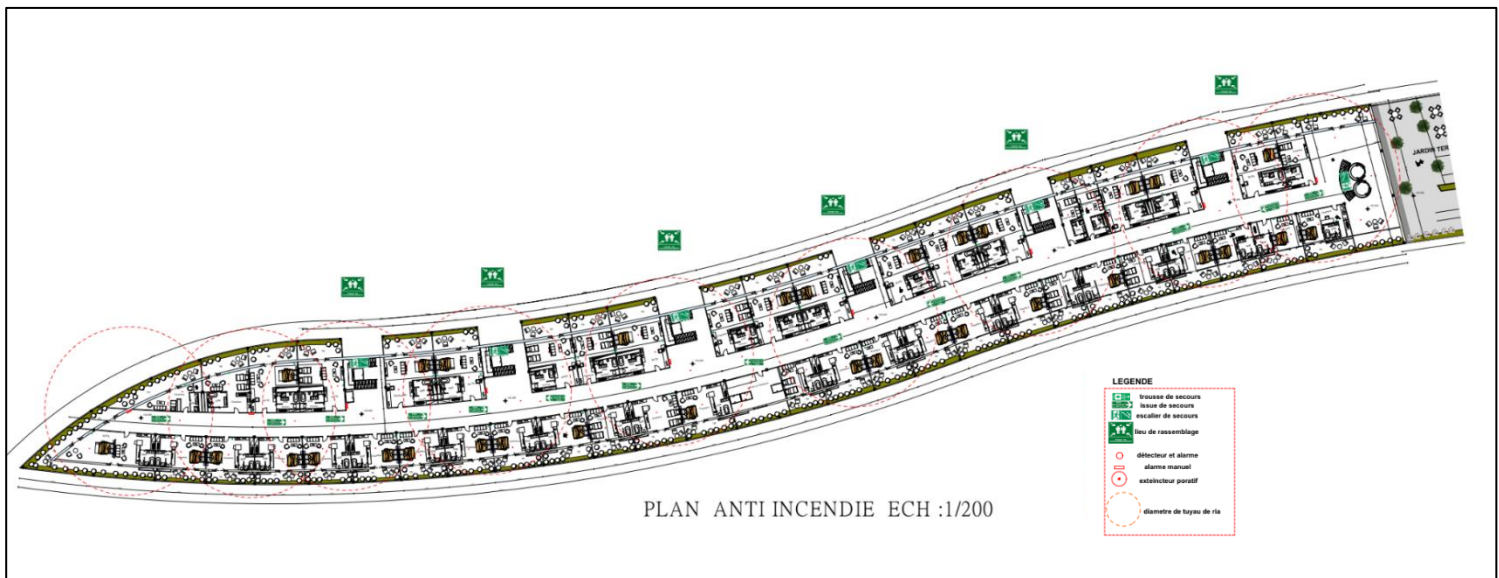 JARDIN TER
LEGENDE
trousse de secours
issue de secours
escalier de secours
lieu de rassemblage
détecteur et alarme
alarme manuel
exteincteur poratif
diametre de tuyau de ria
PLAN ANTI INCENDIE ECH :1/200